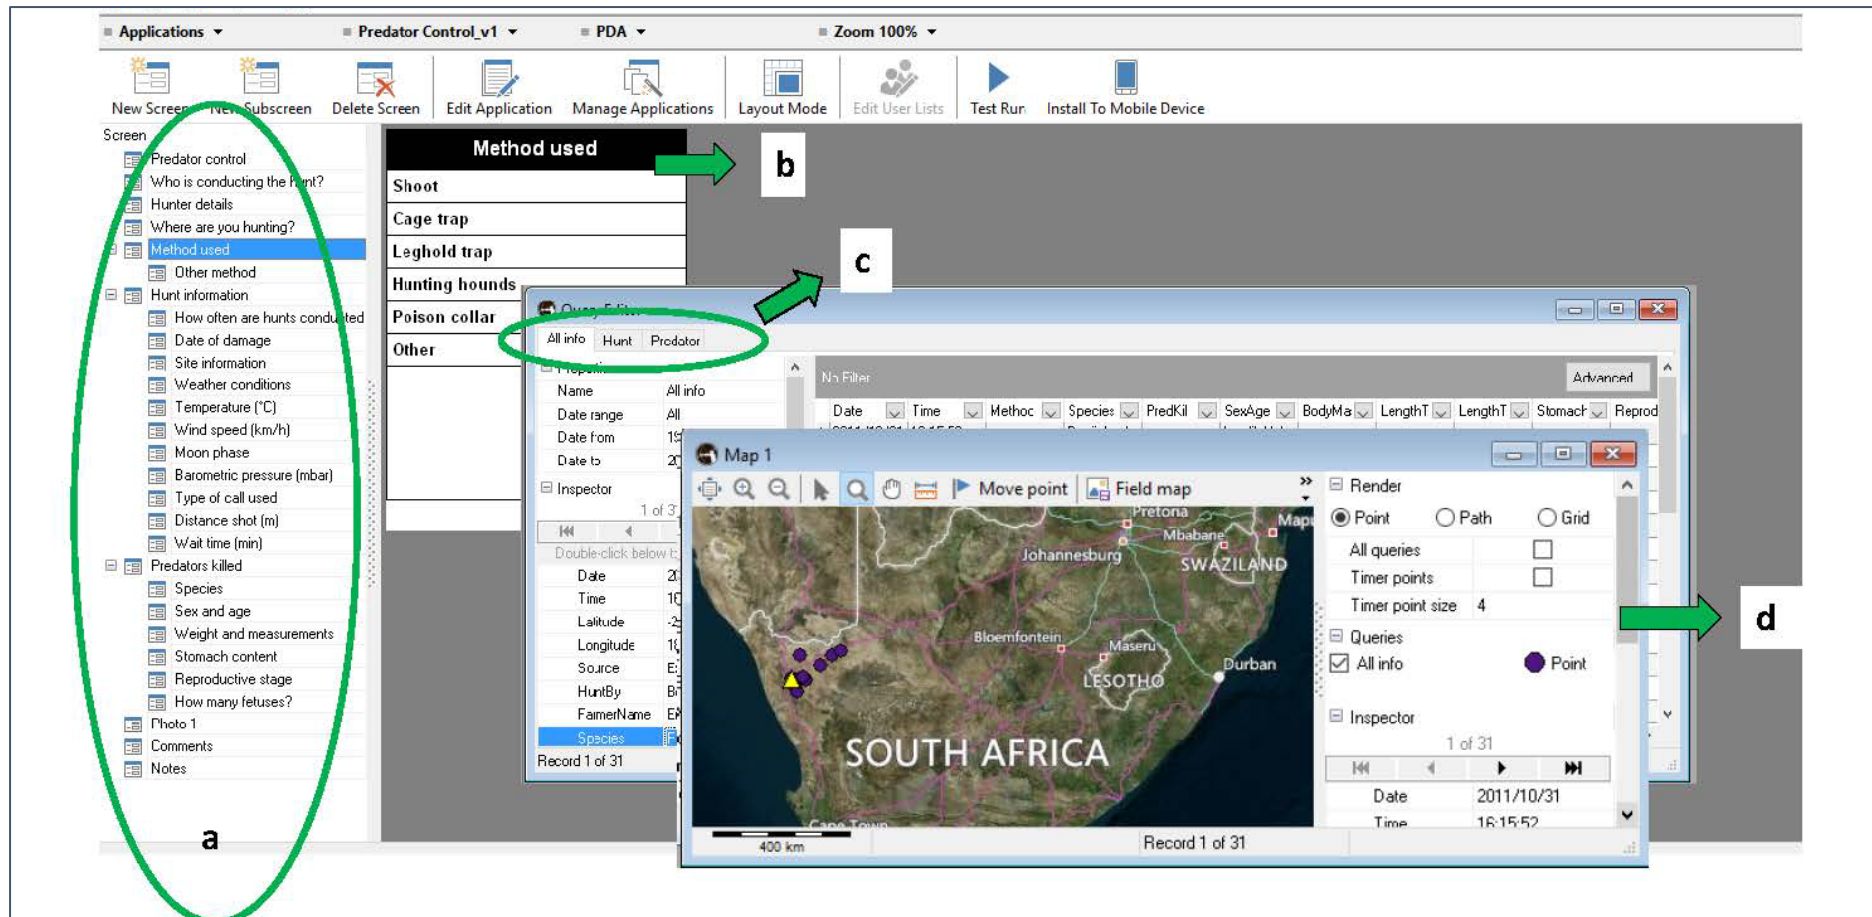 Applications
Predator Control_v1
PDA
Zoom 100%
New Screen
New Subscreen
Delete Screen
Edit Application
Manage Applications
Layout Mode
Edit User Lists
Test Run
Install To Mobile Device
Screen
Predator control
Who is conducting the hunt?
Hunter details
Where are you hunting?
Method used
Other method
Hunt information
How often are hunts conducted
Date of damage
Site information
Weather conditions
Temperature (°C)
Wind speed (km/h)
Moon phase
Barometric pressure (mbar)
Type of call used
Distance shot (m)
Wait time (min)
Predators killed
Species
Sex and age
Weight and measurements
Stomach content
Reproductive stage
How many fetuses?
Photo 1
Comments
Notes
a
Method used
Shoot
Cage trap
Leghold trap
Hunting hounds
Poison collar
Other
b
c
Query Editor
All info Hunt Predator
Name All info
Date range All
Date from
Date to
Inspector
Double-click below
Date
Time
Latitude
Longitude
Source
HuntBy
FarmerName
Species
Record 1 of 31
No Filter
Advanced
Date Time Method Species PredKil SexAge BodyMa LengthT LengthT Stomach Reprod
Map 1
Move point
Field map
»
Pretoria
Johannesburg
Mbabane
SWAZILAND
Bloemfontein
Maseru
LESOTHO
Durban
SOUTH AFRICA
Cape Town
400 km
Record 1 of 31
Render
Point Path Grid
All queries
Timer points
Timer point size 4
Queries
All info Point
Inspector
1 of 31
Date 2011/10/31
Time 16:15:52
d